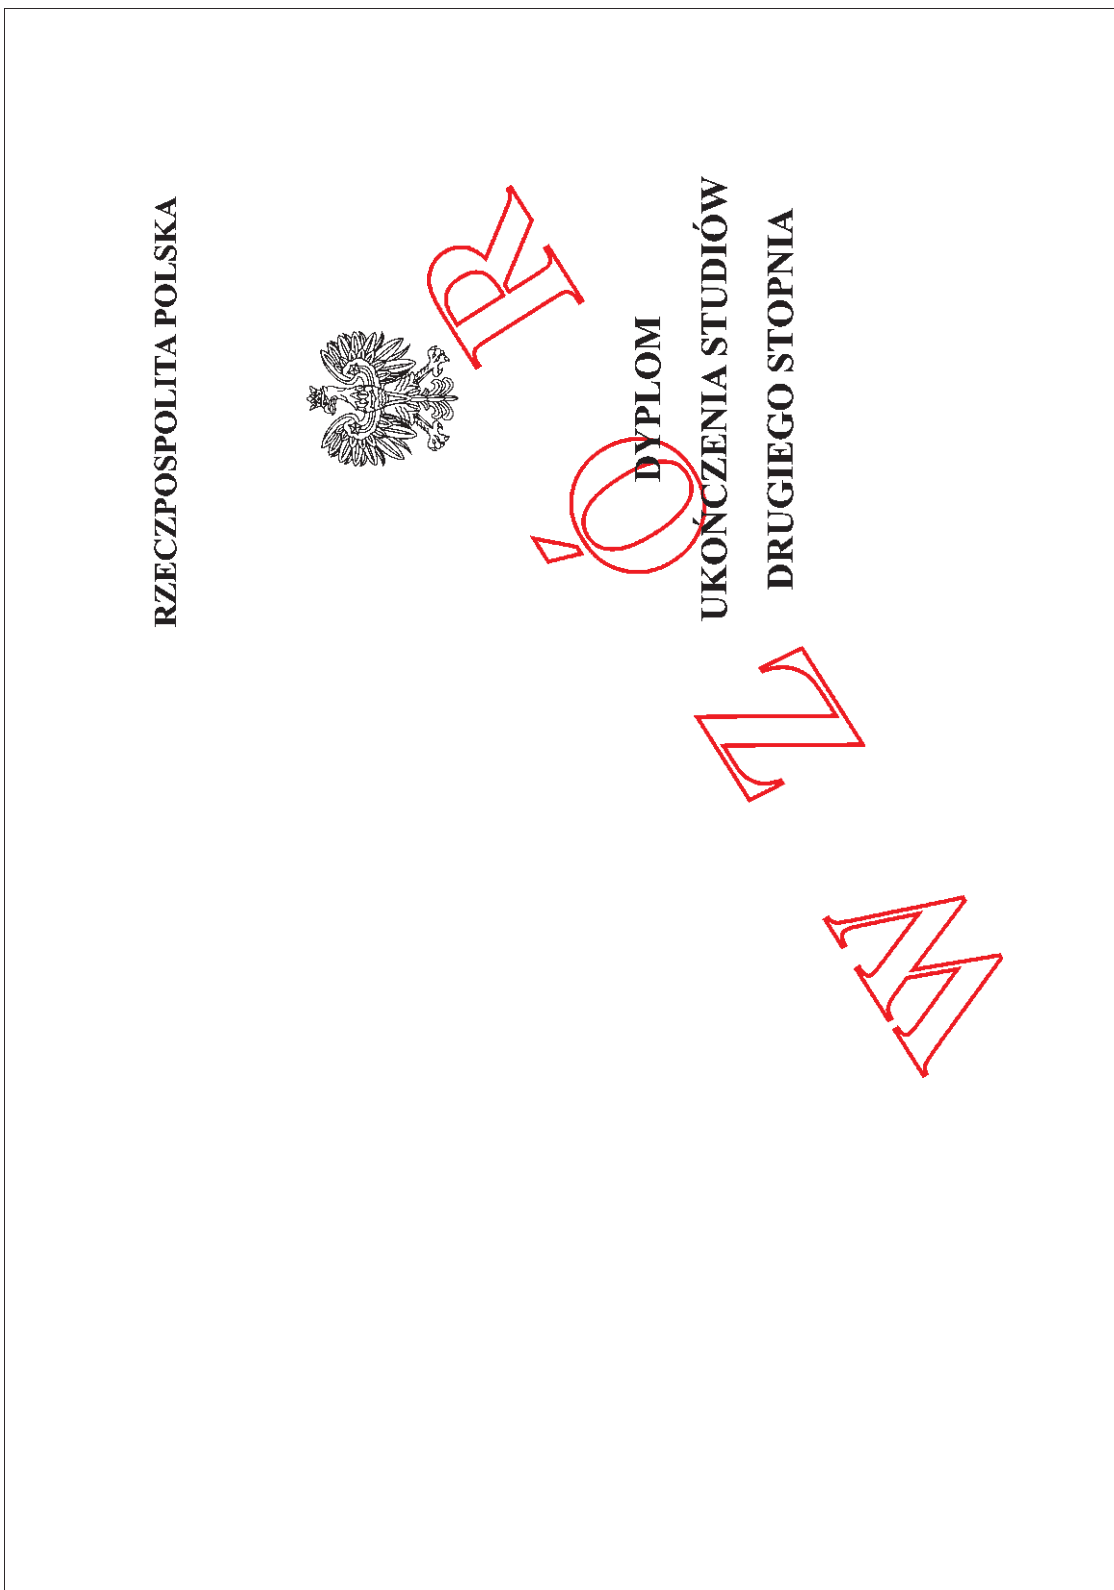 RZECZPOSPOLITA POLSKA
DYPLOM
UKOŃCZENIA STUDIÓW
DRUGIEGO STOPNIA
WZÓR